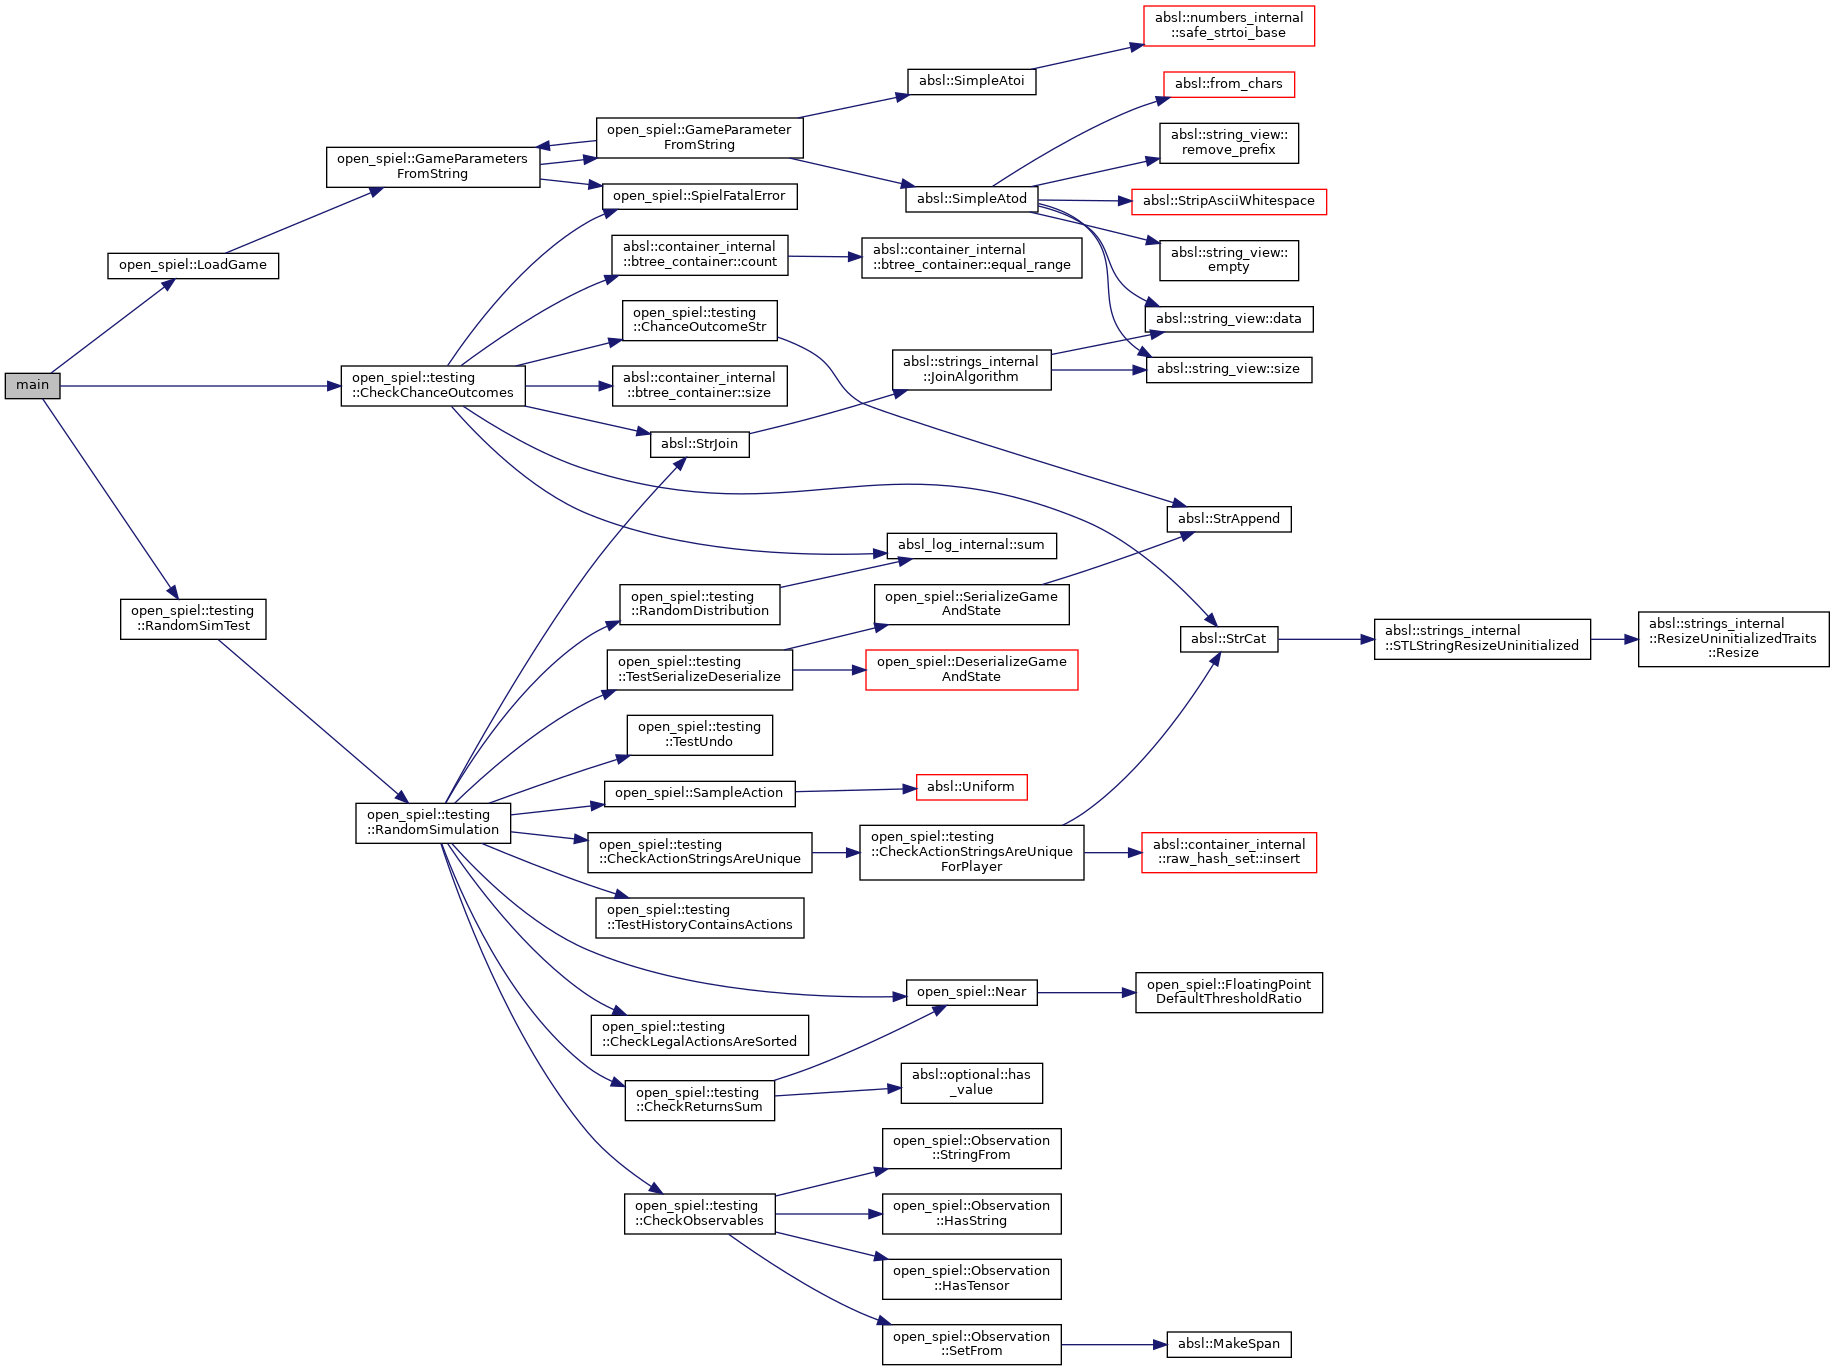 main
open_spiel::LoadGame
open_spiel::testing
::RandomSimTest
open_spiel::GameParameters
FromString
open_spiel::testing
::CheckChanceOutcomes
open_spiel::testing
::RandomSimulation
open_spiel::GameParameter
FromString
open_spiel::SpielFatalError
absl::container_internal
::btree_container::count
open_spiel::testing
::ChanceOutcomeStr
absl::container_internal
::btree_container::size
absl::StrJoin
open_spiel::testing
::RandomDistribution
open_spiel::testing
::TestSerializeDeserialize
open_spiel::testing
::TestUndo
open_spiel::SampleAction
open_spiel::testing
::CheckActionStringsAreUnique
open_spiel::testing
::TestHistoryContainsActions
open_spiel::testing
::CheckLegalActionsAreSorted
open_spiel::testing
::CheckReturnsSum
open_spiel::testing
::CheckObservables
absl::SimpleAtoi
absl::SimpleAtod
absl::container_internal
::btree_container::equal_range
absl::strings_internal
::JoinAlgorithm
absl_log_internal::sum
open_spiel::SerializeGame
AndState
open_spiel::DeserializeGame
AndState
absl::Uniform
open_spiel::testing
::CheckActionStringsAreUnique
ForPlayer
open_spiel::Near
absl::optional::has
_value
open_spiel::Observation
::StringFrom
open_spiel::Observation
::HasString
open_spiel::Observation
::HasTensor
open_spiel::Observation
::SetFrom
absl::numbers_internal
::safe_strtoi_base
absl::from_chars
absl::string_view::
remove_prefix
absl::StripAsciiWhitespace
absl::string_view::
empty
absl::string_view::data
absl::string_view::size
absl::StrAppend
absl::StrCat
absl::container_internal
::raw_hash_set::insert
open_spiel::FloatingPoint
DefaultThresholdRatio
absl::MakeSpan
absl::strings_internal
::STLStringResizeUninitialized
absl::strings_internal
::ResizeUninitializedTraits
::Resize